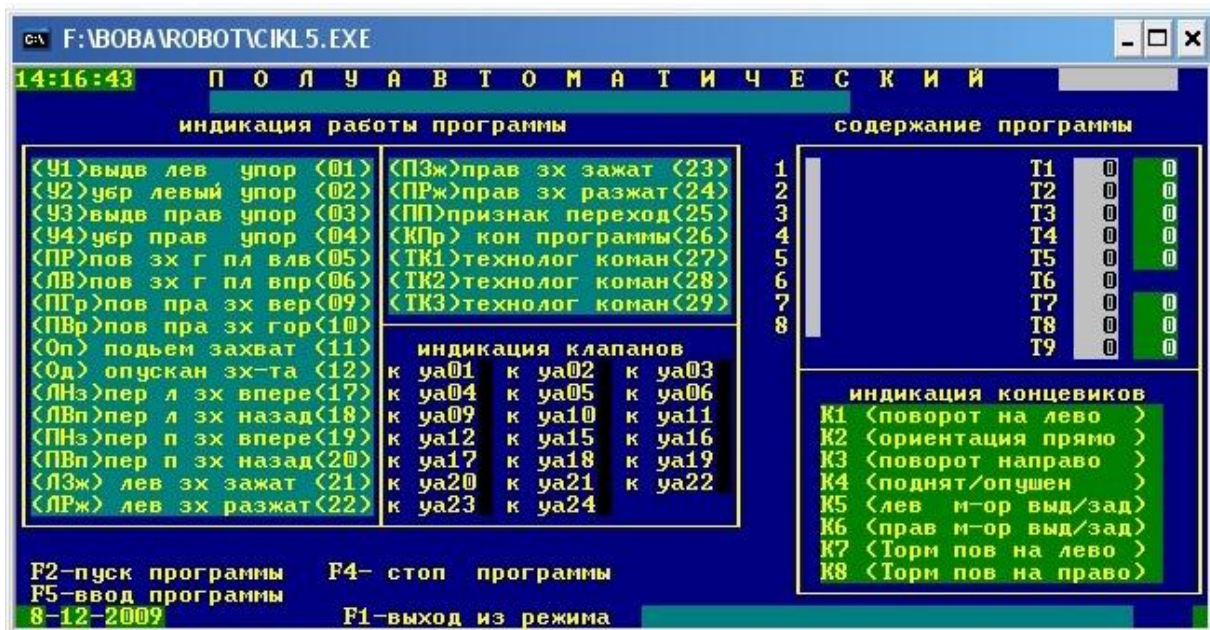 F:\BOBA\ROBOT\CIKL5.EXE
14:16:43 П О Л У А В Т О М А Т И Ч Е С К И Й
индикация работы программы
содержание программы
(У1)выдв лев упор (01)
(У2)убр левый упор (02)
(У3)выдв прав упор (03)
(У4)убр прав упор (04)
(ПР)пов зх г пл влв(05)
(ЛВ)пов зх г пл впр(06)
(ПГр)пов пра зх вер(09)
(ПВр)пов пра зх гор(10)
(Оп) подьем захват (11)
(Од) опускан зх-та (12)
(ЛНз)пер л зх впере(17)
(ЛВп)пер л зх назад(18)
(ПНз)пер п зх впере(19)
(ПВп)пер п зх назад(20)
(ЛЗж) лев зх зажат (21)
(ЛРж) лев зх разжат(22)
(ПЗж)прав зх зажат (23)
(ПРж)прав зх разжат(24)
(ПП)признак переход(25)
(КПр) кон программы(26)
(ТК1)технолог коман(27)
(ТК2)технолог коман(28)
(ТК3)технолог коман(29)
индикация клапанов
к уа01 к уа02 к уа03
к уа04 к уа05 к уа06
к уа09 к уа10 к уа11
к уа12 к уа15 к уа16
к уа17 к уа18 к уа19
к уа20 к уа21 к уа22
к уа23 к уа24
1
2
3
4
5
6
7
8
Т1 0 0
Т2 0 0
Т3 0 0
Т4 0 0
Т5 0 0
Т6 0
Т7 0 0
Т8 0 0
Т9 0 0
индикация концевиков
К1 (поворот на лево )
К2 (ориентация прямо )
К3 (поворот направо )
К4 (поднят/опушен )
К5 (лев м-ор выд/зад)
К6 (прав м-ор выд/зад)
К7 (Торм пов на лево )
К8 (Торм пов на право)
F2-пуск программы F4- стоп программы
F5-ввод программы
8-12-2009 F1-выход из режима